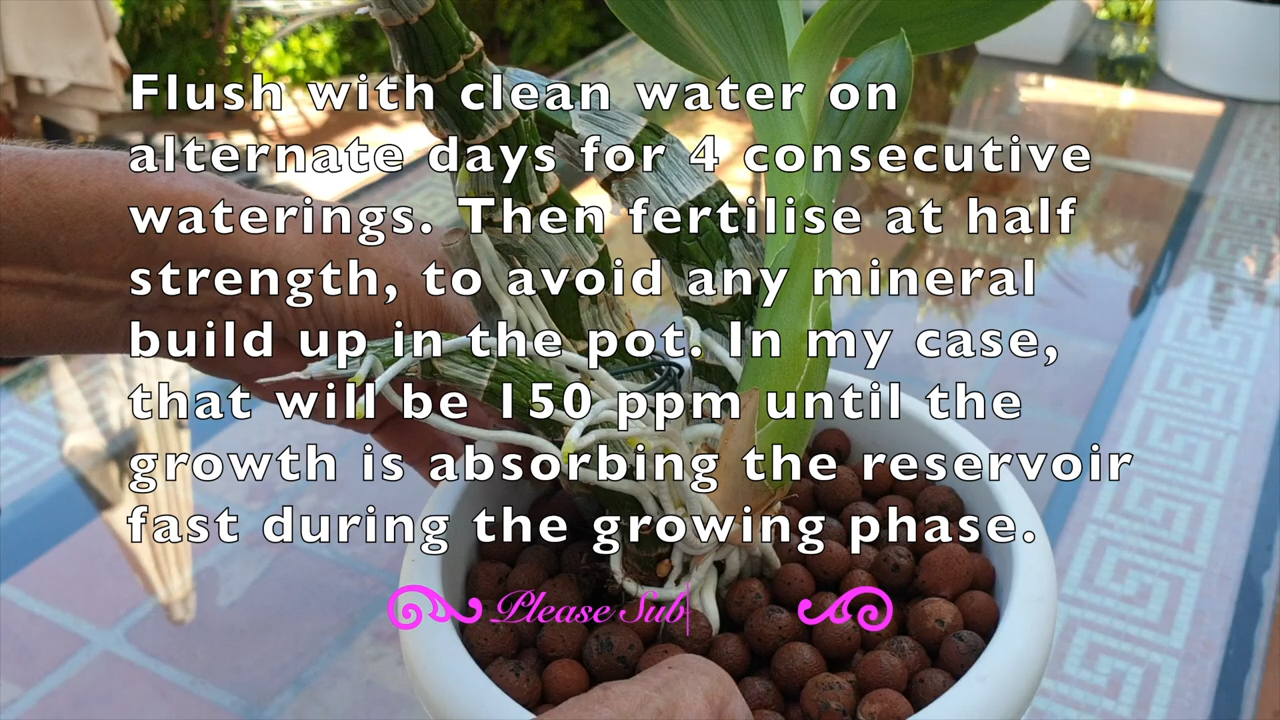 Flush with clean water on
alternate days for 4 consecutive
waterings. Then fertilise at half
strength, to avoid any mineral
build up in the pot. In my case,
that will be 150 ppm until the
growth is absorbing the reservoir
fast during the growing phase.
Please Sub